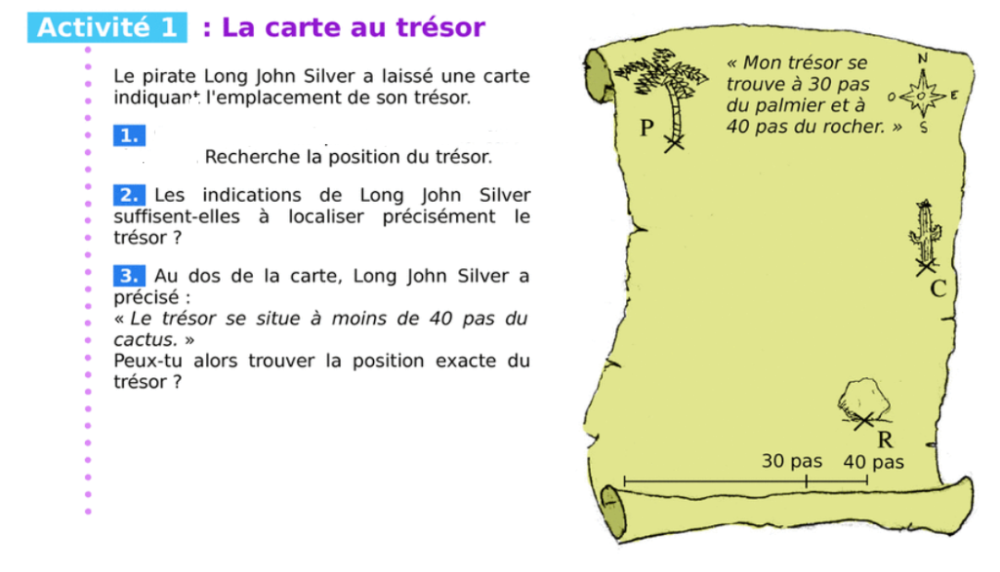 Activité 1 : La carte au trésor
Le pirate Long John Silver a laissé une carte
indiquant l'emplacement de son trésor.
1.
Recherche la position du trésor.
2. Les indications de Long John Silver
suffisent-elles à localiser précisément le
trésor ?
3. Au dos de la carte, Long John Silver a
précisé :
« Le trésor se situe à moins de 40 pas du
cactus. »
Peux-tu alors trouver la position exacte du
trésor ?
« Mon trésor se
trouve à 30 pas
du palmier et à
40 pas du rocher. »
N
O E
S
P
C
R
30 pas 40 pas